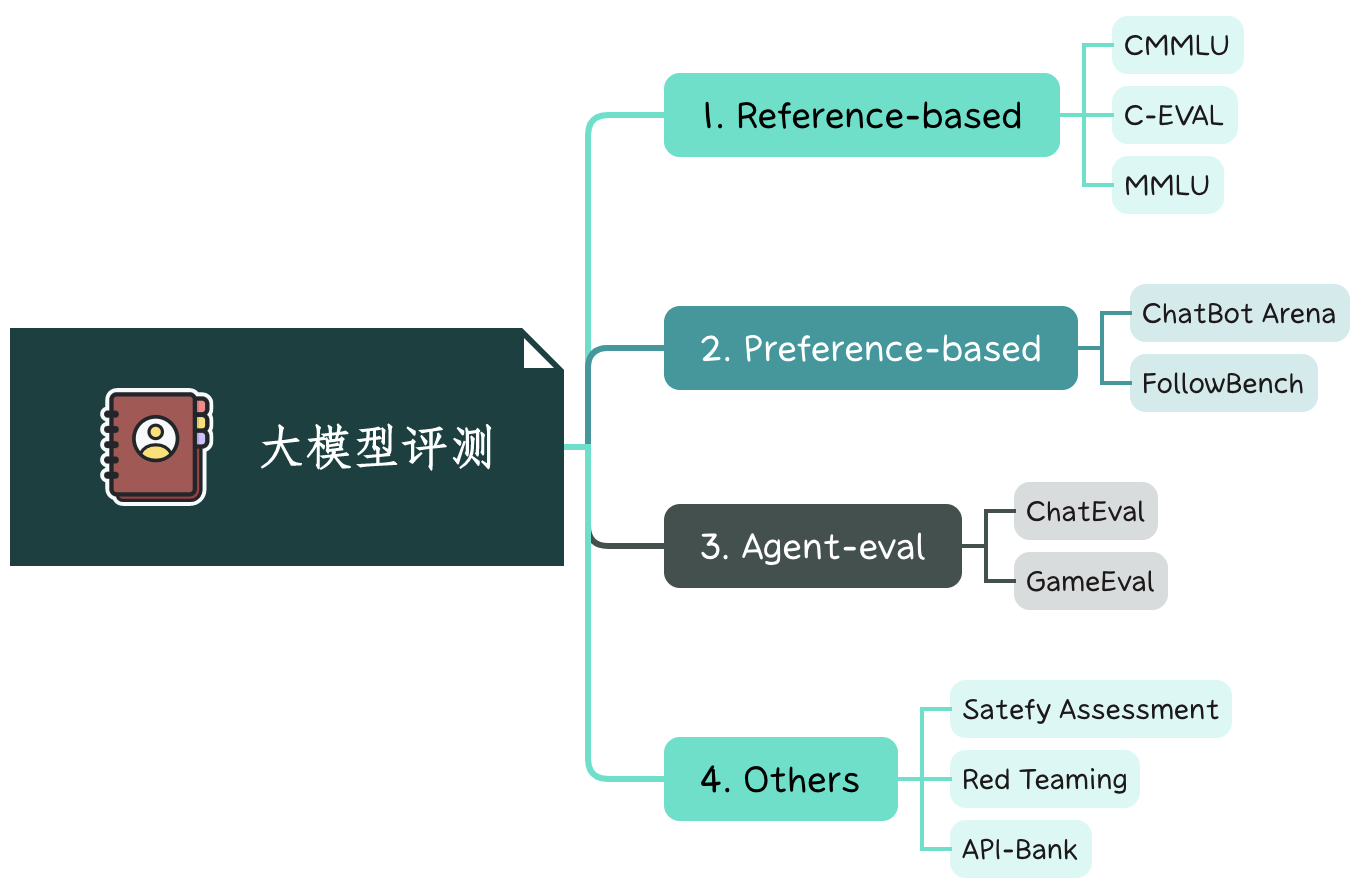 大模型评测
1. Reference-based
CMMLU
C-EVAL
MMLU
2. Preference-based
ChatBot Arena
FollowBench
3. Agent-eval
ChatEval
GameEval
4. Others
Satefy Assessment
Red Teaming
API-Bank